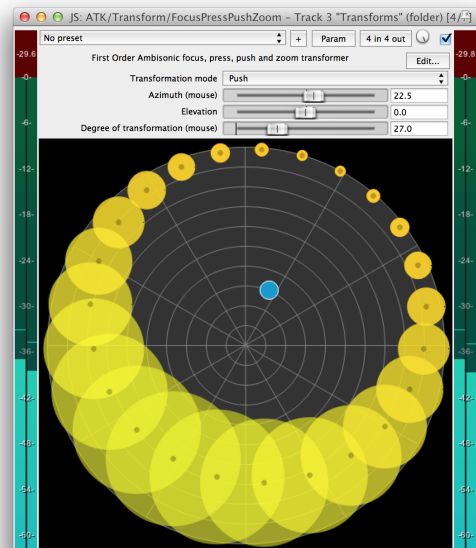 JS: ATK/Transform/FocusPressPushZoom – Track 3 "Transforms" (folder) [4/
No preset + Param 4 in 4 out
First Order Ambisonic focus, press, push and zoom transformer Edit...
Transformation mode Push
Azimuth (mouse) 22.5
Elevation 0.0
Degree of transformation (mouse) 27.0
-29.8 -29.8
-0- -0-
-6- -6-
-12- -12-
-18- -18-
-24- -24-
-30- -30-
-36- -36-
-42- -42-
-48- -48-
-54- -54-
-60- -60-